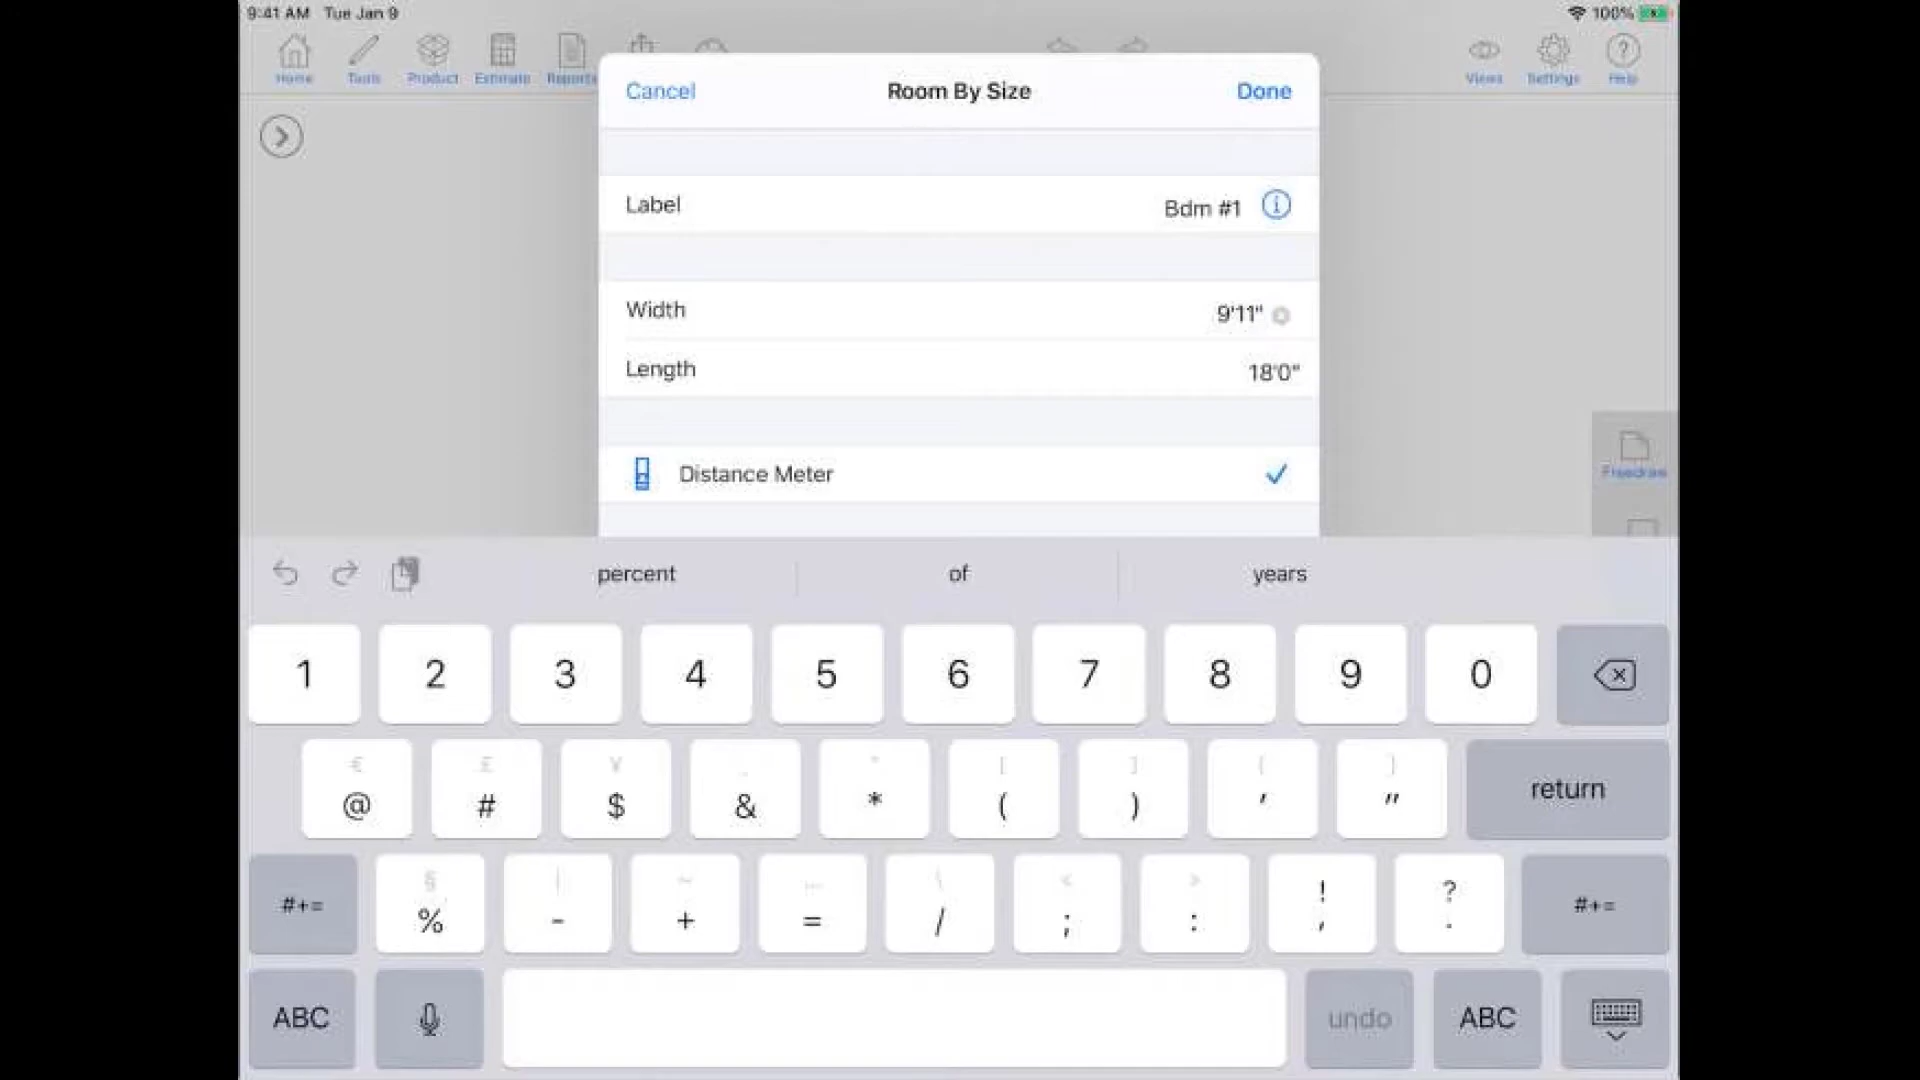 9:41 AM Tue Jan 9
100%
Home Tools Product Estimate Reports
Views Settings Help
Cancel Room By Size Done
Label Bdm #1
Width 9'11"
Length 18'0"
Freedraw
Distance Meter
percent of years
1 2 3 4 5 6 7 8 9 0
€ £ ¥
@ # $ & * ( ) ' " return
§ | ~ … \ < > ! ?
#+= % - + = / ; : , . #+=
ABC undo ABC